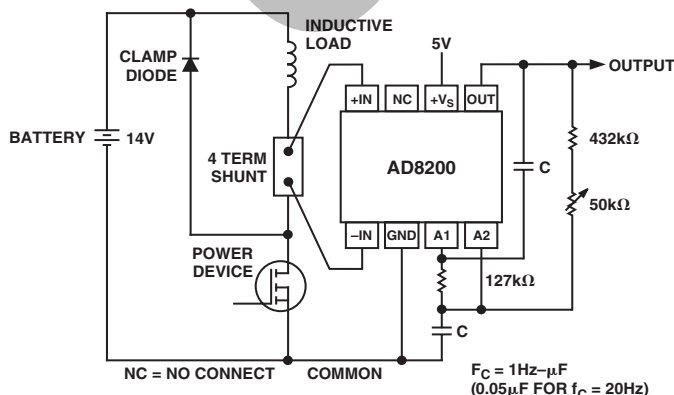 INDUCTIVE
LOAD
CLAMP
DIODE
5V
OUTPUT
+IN
NC
+VS
OUT
BATTERY
14V
4 TERM
SHUNT
AD8200
C
432kΩ
50kΩ
-IN
GND
A1
A2
POWER
DEVICE
127kΩ
C
NC = NO CONNECT
COMMON
FC = 1Hz–μF
(0.05μF FOR fC = 20Hz)